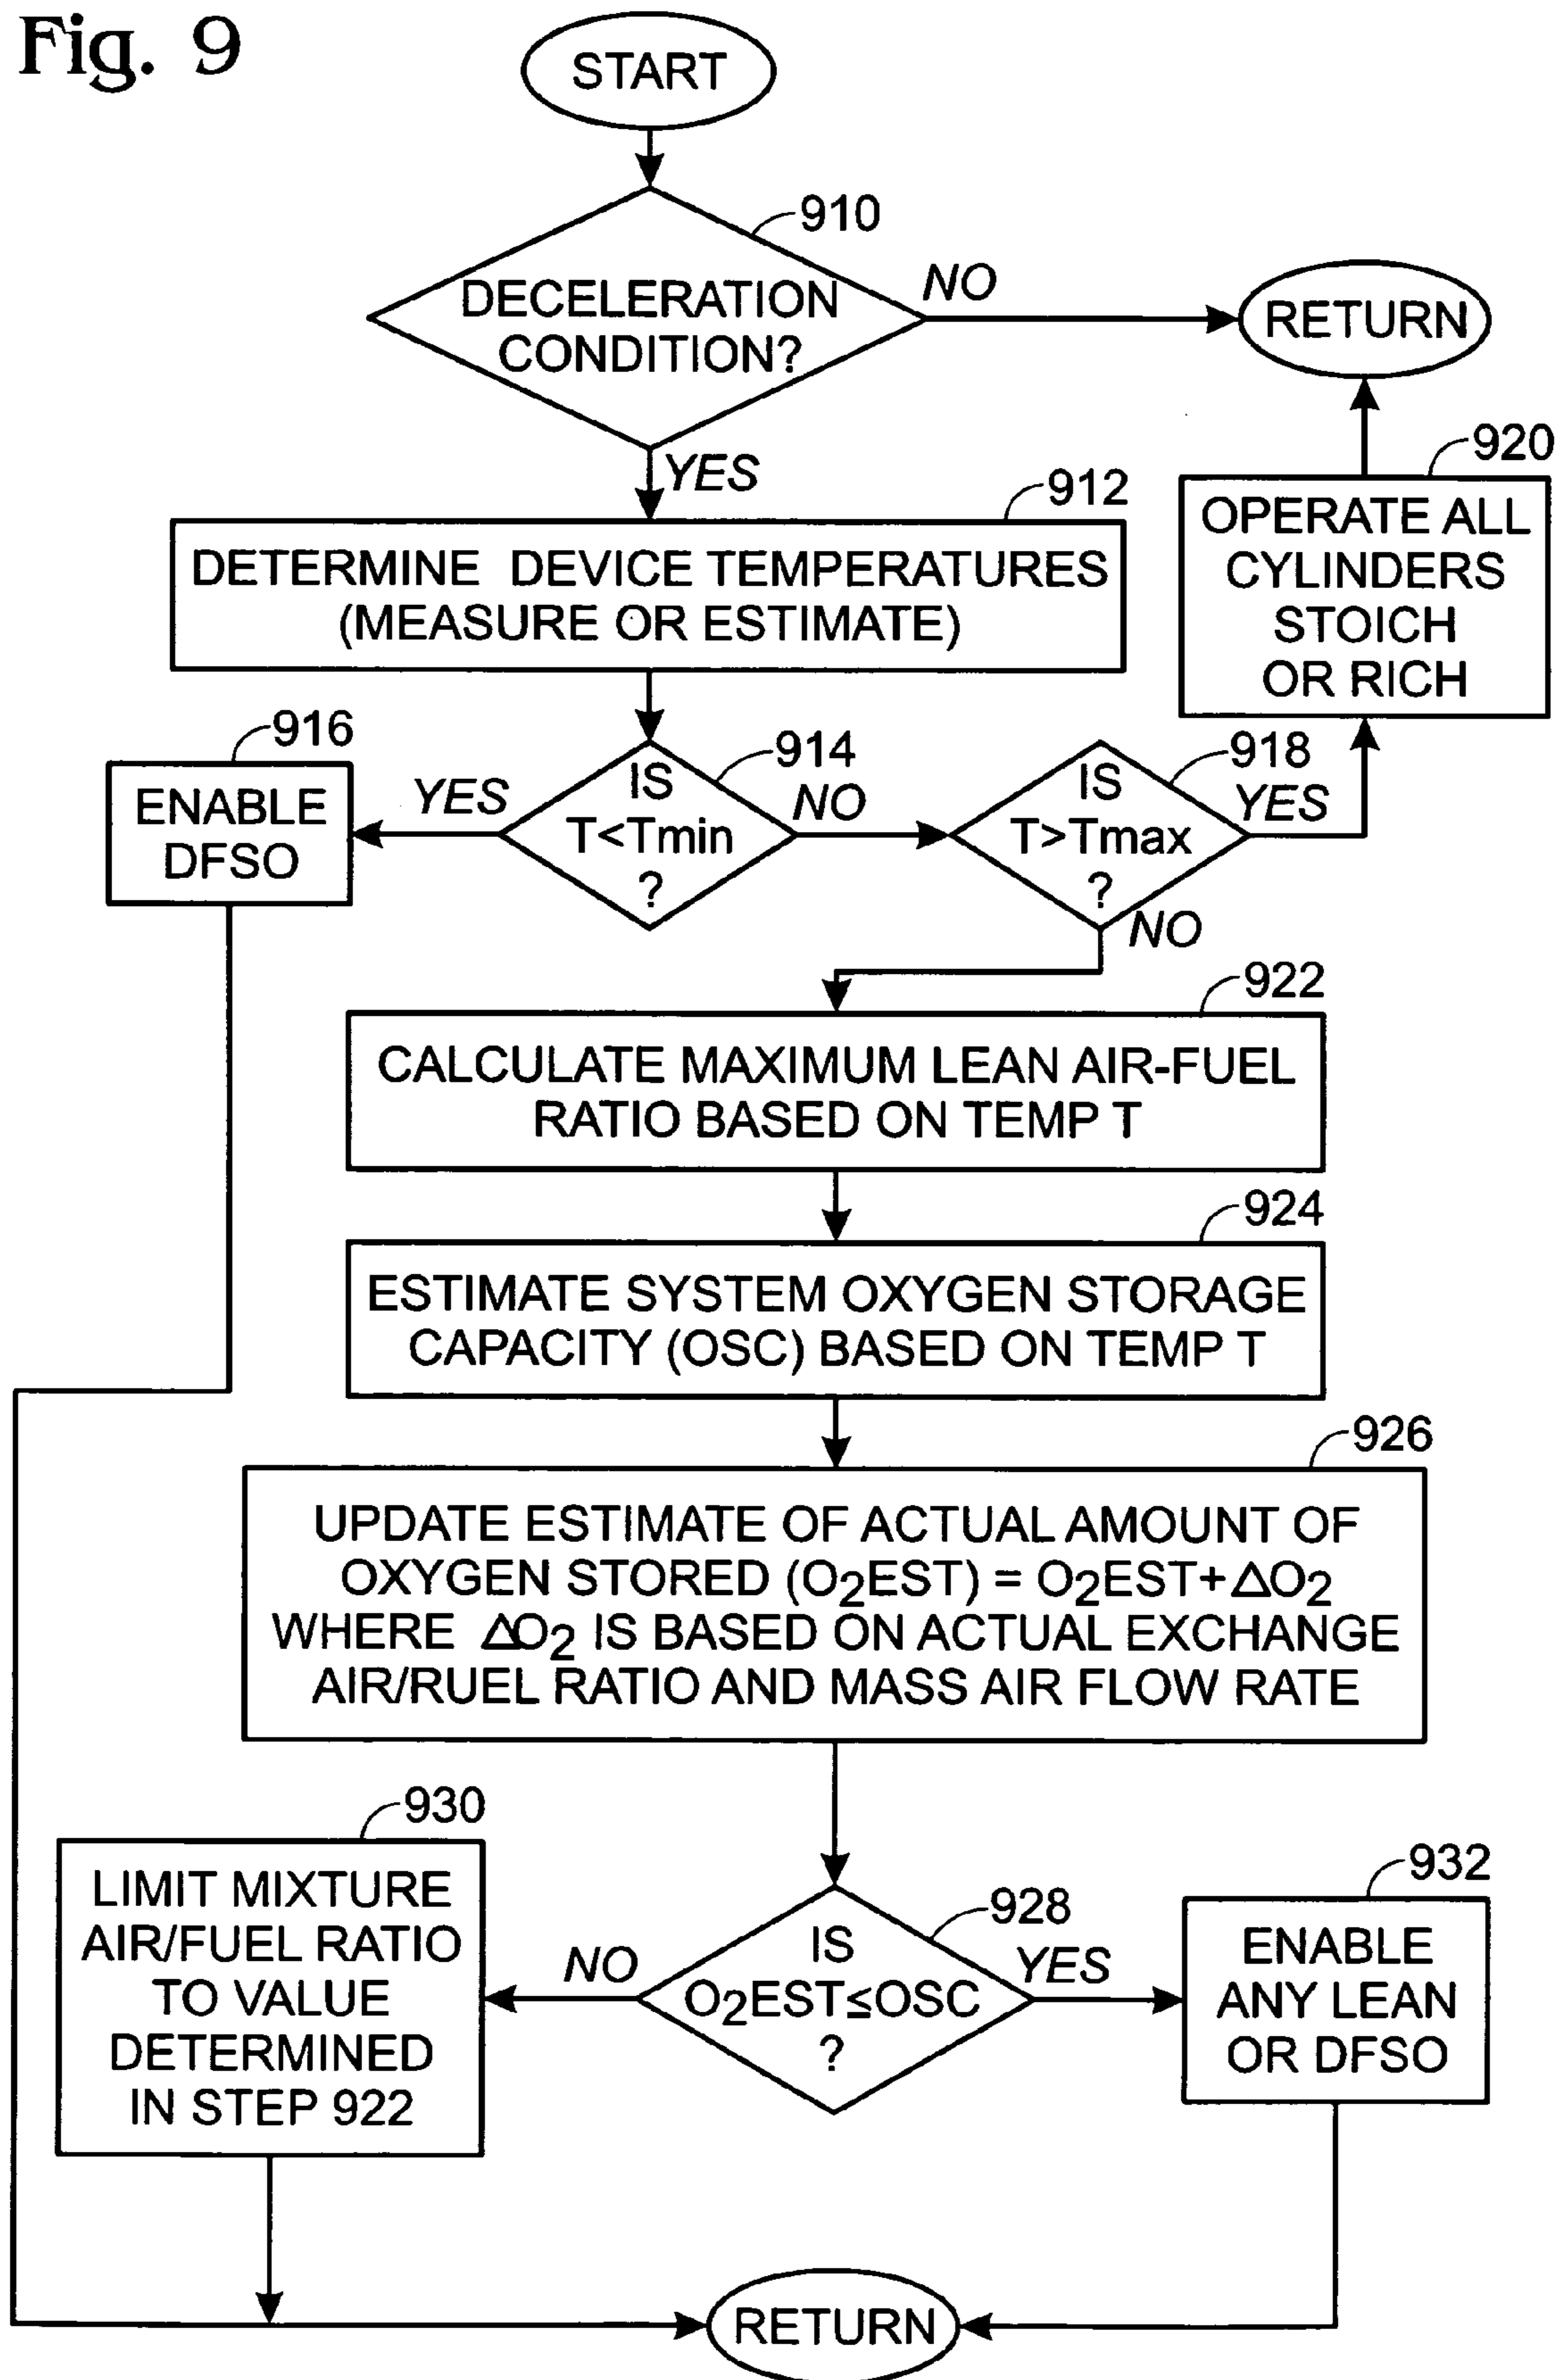 Fig. 9
START
910
DECELERATION
CONDITION?
NO
RETURN
YES
912
DETERMINE DEVICE TEMPERATURES
(MEASURE OR ESTIMATE)
920
OPERATE ALL
CYLINDERS
STOICH
OR RICH
916
ENABLE
DFSO
YES
914
IS
T<Tmin
?
NO
918
IS
T>Tmax
?
YES
NO
922
CALCULATE MAXIMUM LEAN AIR-FUEL
RATIO BASED ON TEMP T
924
ESTIMATE SYSTEM OXYGEN STORAGE
CAPACITY (OSC) BASED ON TEMP T
926
UPDATE ESTIMATE OF ACTUAL AMOUNT OF
OXYGEN STORED (O₂EST) = O₂EST+ΔO₂
WHERE ΔO₂ IS BASED ON ACTUAL EXCHANGE
AIR/RUEL RATIO AND MASS AIR FLOW RATE
930
LIMIT MIXTURE
AIR/FUEL RATIO
TO VALUE
DETERMINED
IN STEP 922
NO
928
IS
O₂EST≤OSC
?
YES
932
ENABLE
ANY LEAN
OR DFSO
RETURN